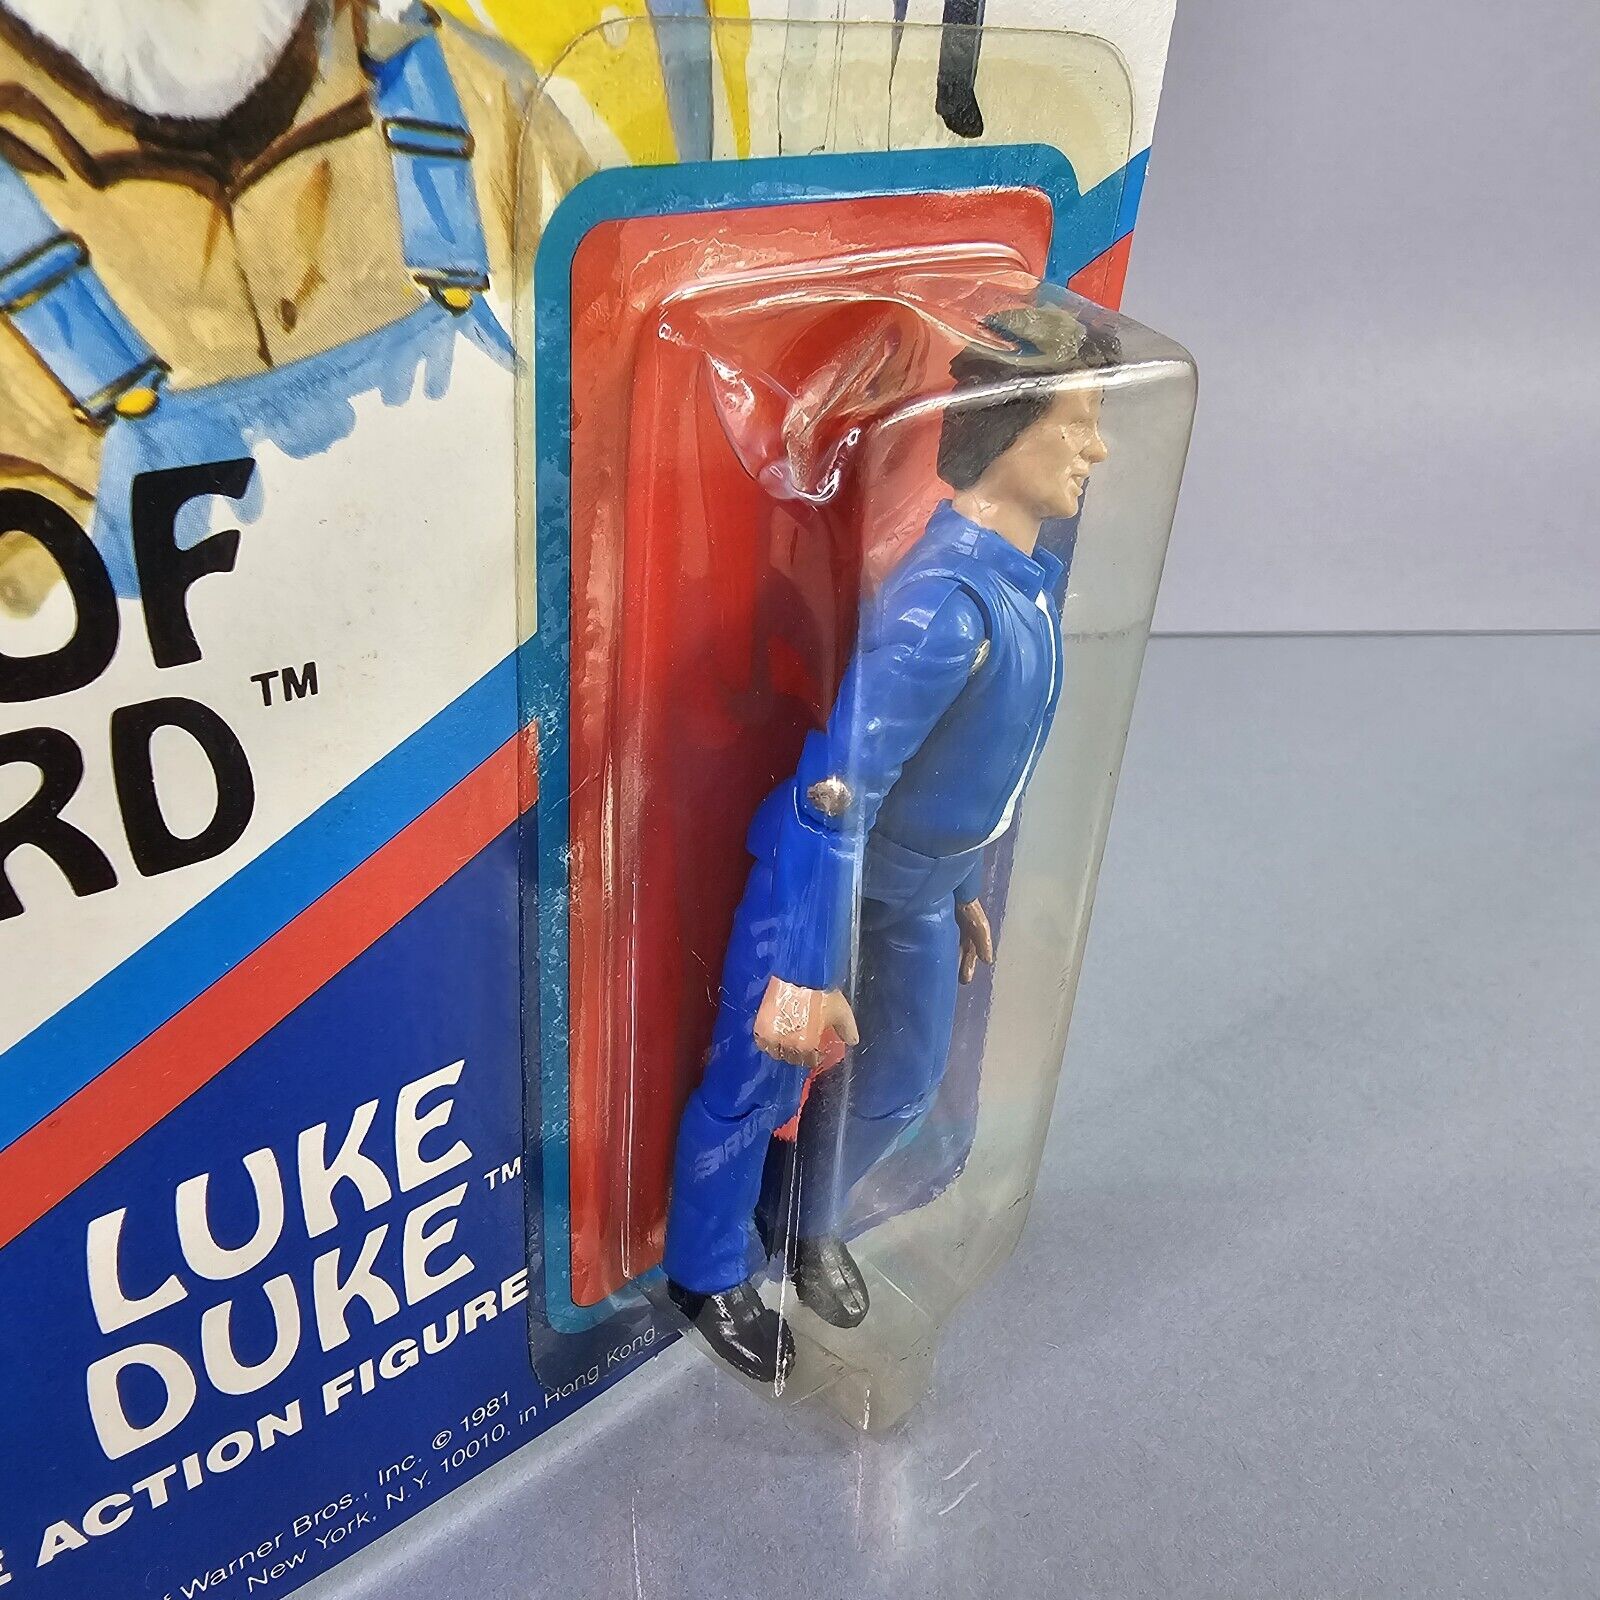 OF
RD™
LUKE
DUKE™
E ACTION FIGURE
Warner Bros., Inc. © 1981
New York, N.Y. 10010, in Hong Kong.